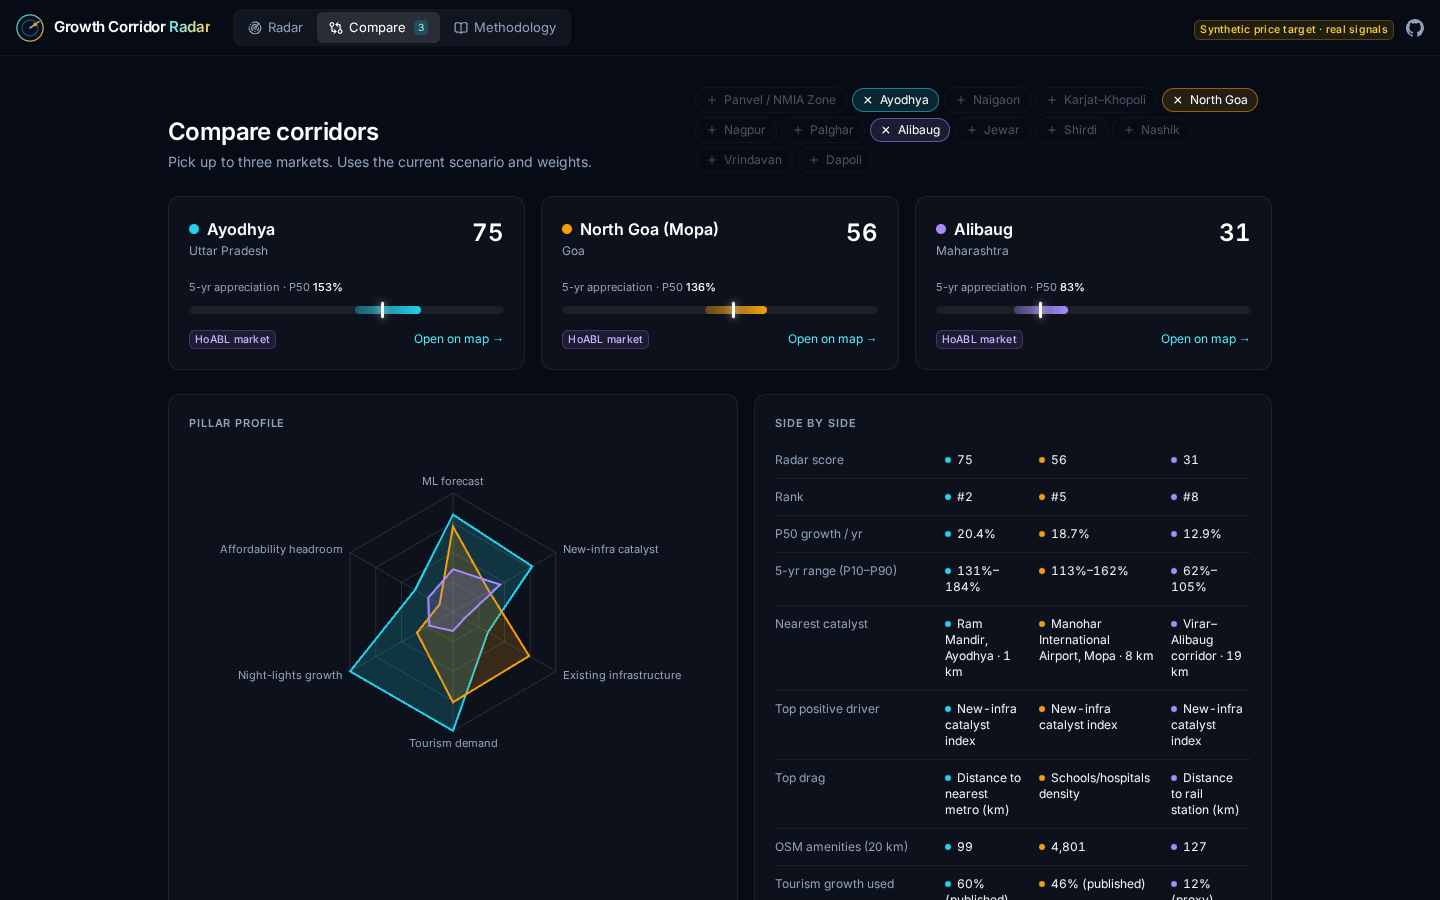 Growth Corridor Radar
Radar
Compare 3
Methodology
Synthetic price target · real signals
Compare corridors
Pick up to three markets. Uses the current scenario and weights.
+ Panvel / NMIA Zone × Ayodhya + Naigaon + Karjat–Khopoli × North Goa
+ Nagpur + Palghar × Alibaug + Jewar + Shirdi + Nashik
+ Vrindavan + Dapoli
Ayodhya 75
Uttar Pradesh
5-yr appreciation · P50 153%
HoABL market Open on map →
North Goa (Mopa) 56
Goa
5-yr appreciation · P50 136%
HoABL market Open on map →
Alibaug 31
Maharashtra
5-yr appreciation · P50 83%
HoABL market Open on map →
PILLAR PROFILE
ML forecast
Affordability headroom
New-infra catalyst
Night-lights growth
Existing infrastructure
Tourism demand
SIDE BY SIDE
Radar score 75 56 31
Rank #2 #5 #8
P50 growth / yr 20.4% 18.7% 12.9%
5-yr range (P10–P90) 131%– 113%–162% 62%–
184% 105%
Nearest catalyst Ram Manohar Virar–
Mandir, International Alibaug
Ayodhya · 1 Airport, Mopa · 8 km corridor · 19
km km
Top positive driver New-infra New-infra New-infra
catalyst catalyst index catalyst
index index
Top drag Distance to Schools/hospitals Distance
nearest density to rail
metro (km) station (km)
OSM amenities (20 km) 99 4,801 127
Tourism growth used 60% 46% (published) 12%
(published) (proxy)